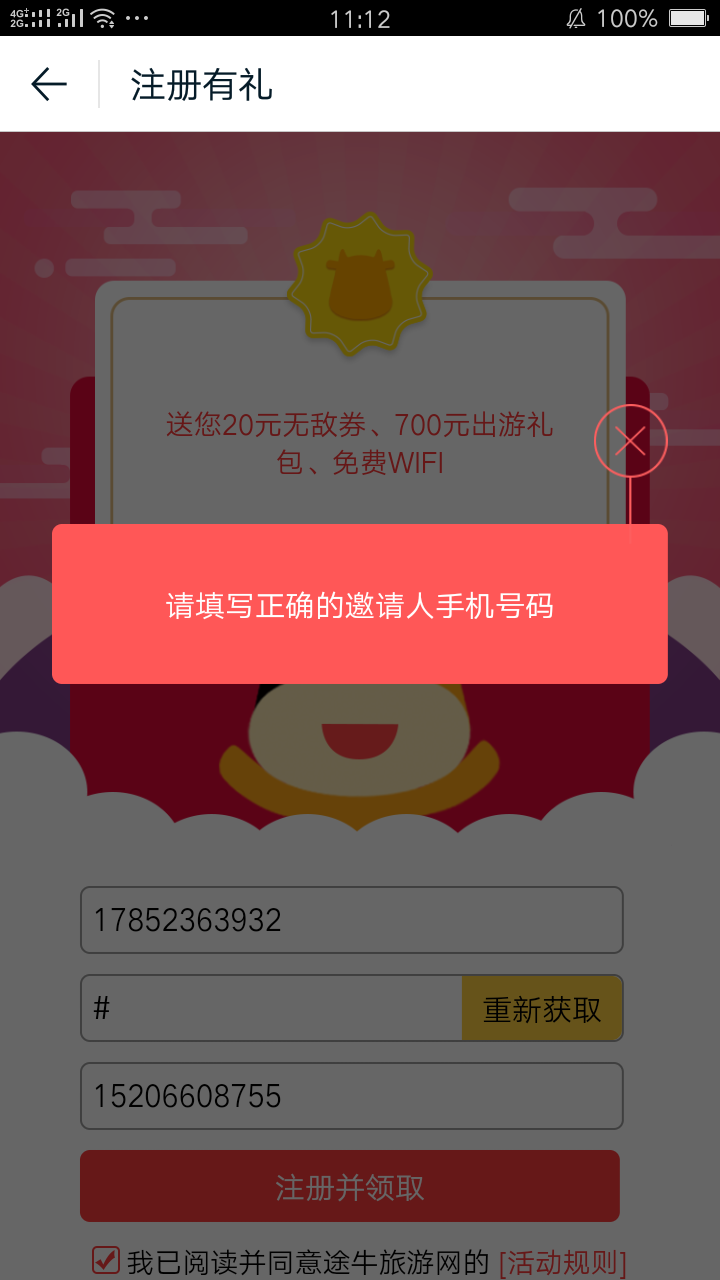 4G+ 2G 2G 11:12 100%
注册有礼
送您20元无敌券、700元出游礼
包、免费WIFI
请填写正确的邀请人手机号码
17852363932
# 重新获取
15206608755
注册并领取
我已阅读并同意途牛旅游网的 [活动规则]